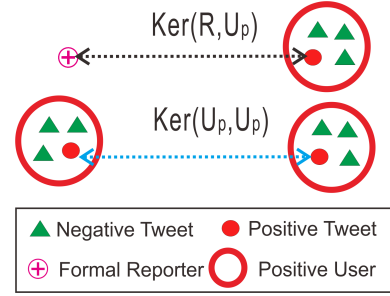 Ker(R,Up)
Ker(Up,Up)
Negative Tweet
Positive Tweet
Formal Reporter
Positive User